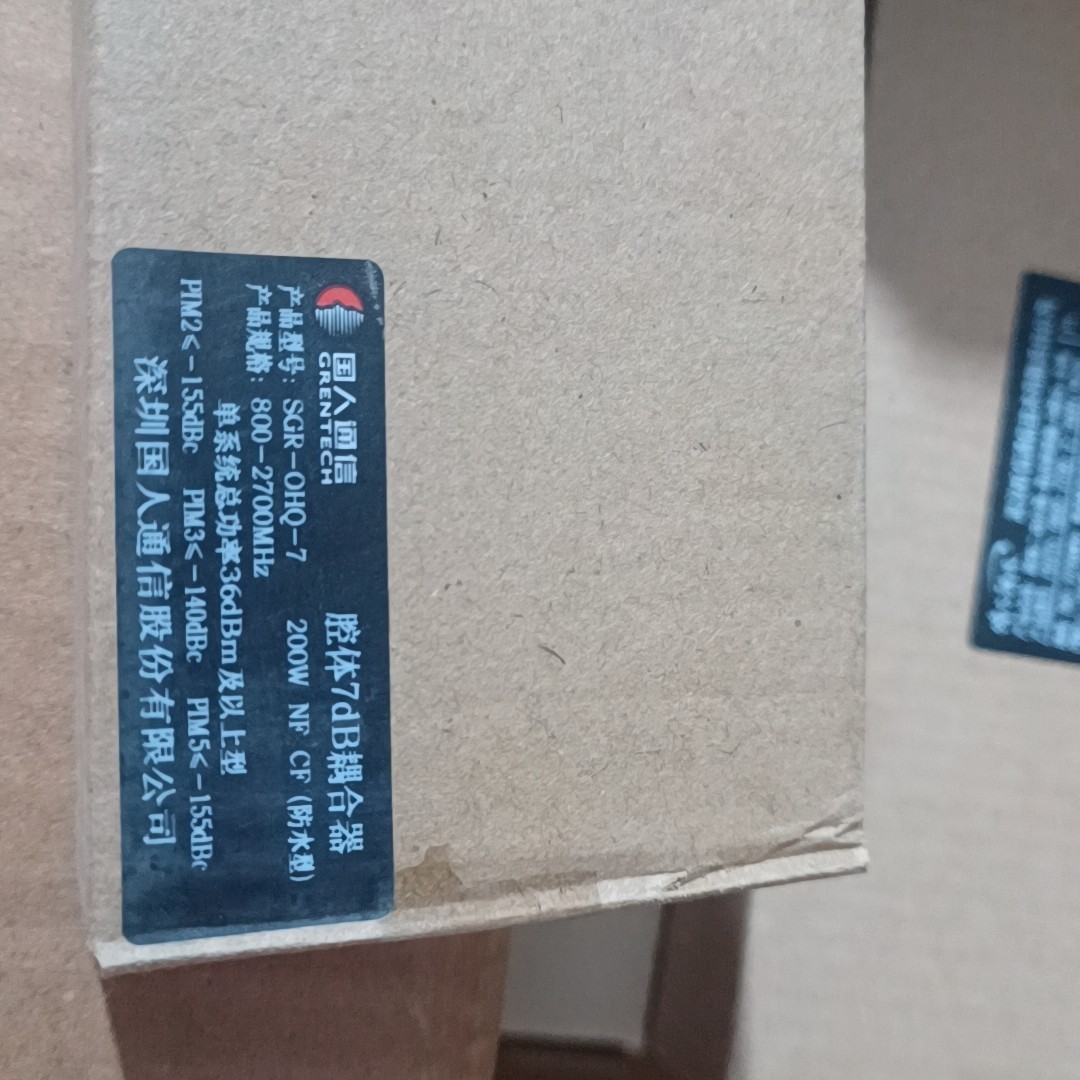 国人通信
GRENTECH
腔体7dB耦合器
产品型号: SGR-OHQ-7 200W NF CF (防水型)
产品规格: 800-2700MHz
单系统总功率36dBm及以上型
PIM2<-155dBc PIM3<-140dBc PIM5<-155dBc
深圳国人通信股份有限公司